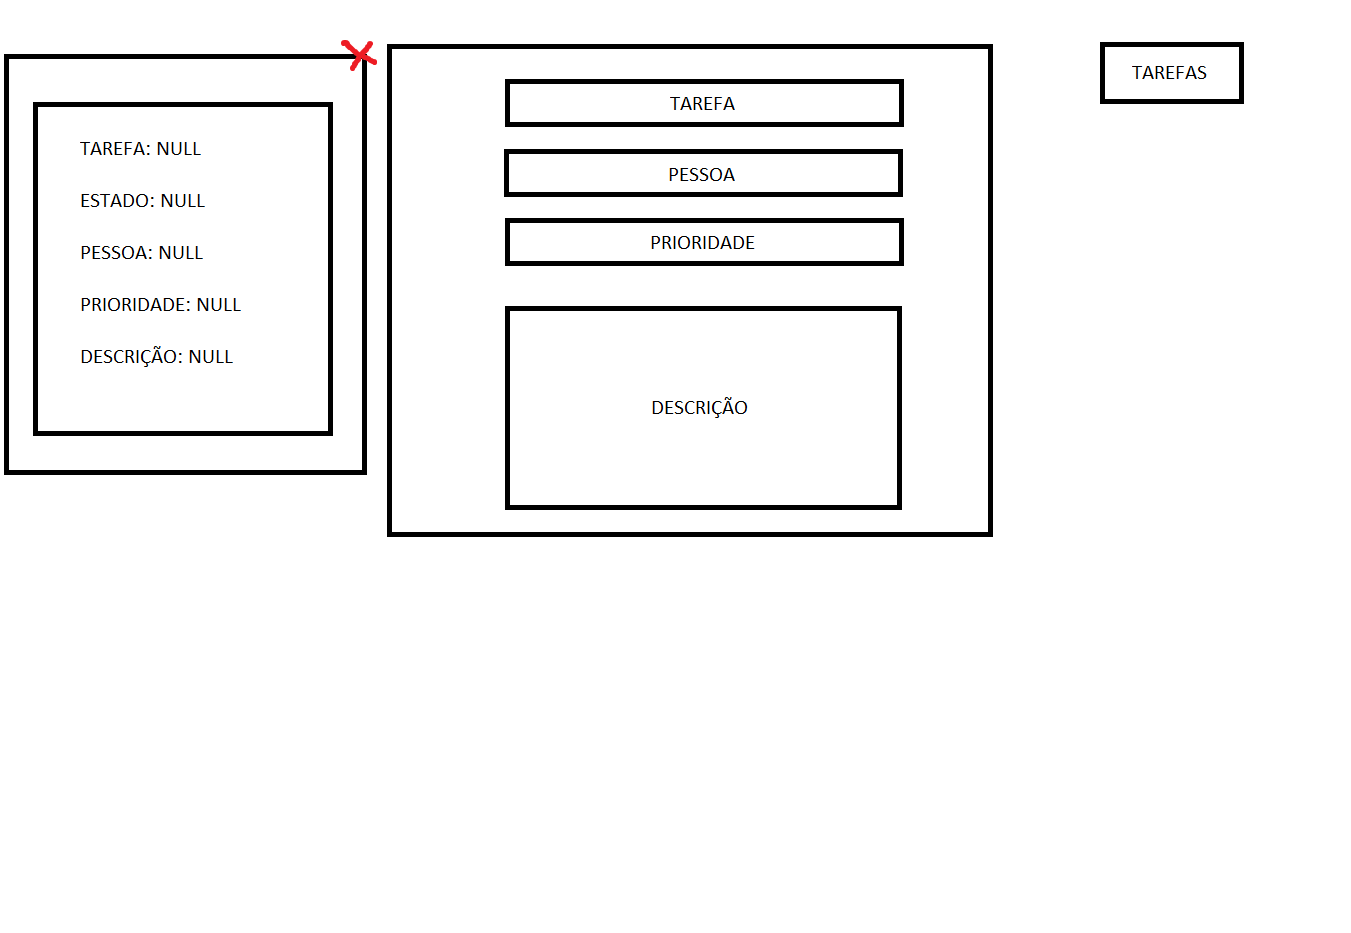 TAREFA: NULL
ESTADO: NULL
PESSOA: NULL
PRIORIDADE: NULL
DESCRIÇÃO: NULL
TAREFA
PESSOA
PRIORIDADE
DESCRIÇÃO
TAREFAS